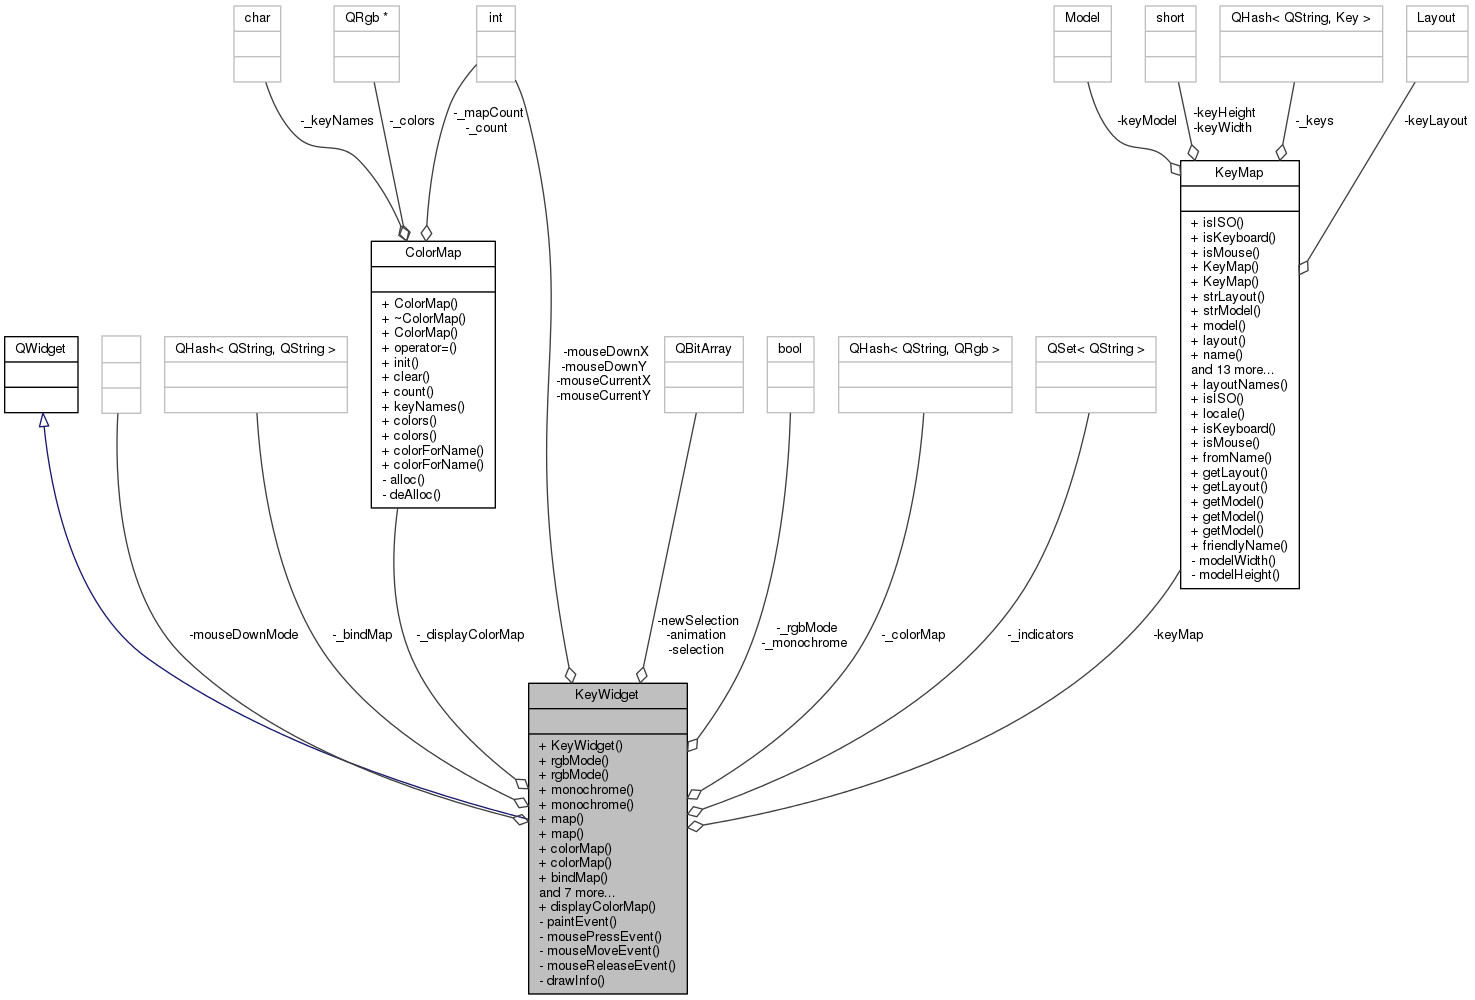 char
QRgb *
int
Model
short
QHash< QString, Key >
Layout
-_keyNames
-_colors
-_mapCount
-_count
-keyModel
-keyHeight
-keyWidth
-_keys
-keyLayout
KeyMap
+ isISO()
+ isKeyboard()
+ isMouse()
+ KeyMap()
+ KeyMap()
+ strLayout()
+ strModel()
+ model()
+ layout()
+ name()
and 13 more...
+ layoutNames()
+ isISO()
+ locale()
+ isKeyboard()
+ isMouse()
+ fromName()
+ getLayout()
+ getLayout()
+ getModel()
+ getModel()
+ getModel()
+ friendlyName()
- modelWidth()
- modelHeight()
ColorMap
+ ColorMap()
+ ~ColorMap()
+ ColorMap()
+ operator=()
+ init()
+ clear()
+ count()
+ keyNames()
+ colors()
+ colors()
+ colorForName()
+ colorForName()
- alloc()
- deAlloc()
QWidget
QHash< QString, QString >
-mouseDownX
-mouseDownY
-mouseCurrentX
-mouseCurrentY
QBitArray
bool
QHash< QString, QRgb >
QSet< QString >
-mouseDownMode
-_bindMap
-_displayColorMap
-newSelection
-animation
-selection
-_rgbMode
-_monochrome
-_colorMap
-_indicators
-keyMap
KeyWidget
+ KeyWidget()
+ rgbMode()
+ rgbMode()
+ monochrome()
+ monochrome()
+ map()
+ map()
+ colorMap()
+ colorMap()
+ bindMap()
and 7 more...
+ displayColorMap()
- paintEvent()
- mousePressEvent()
- mouseMoveEvent()
- mouseReleaseEvent()
- drawInfo()